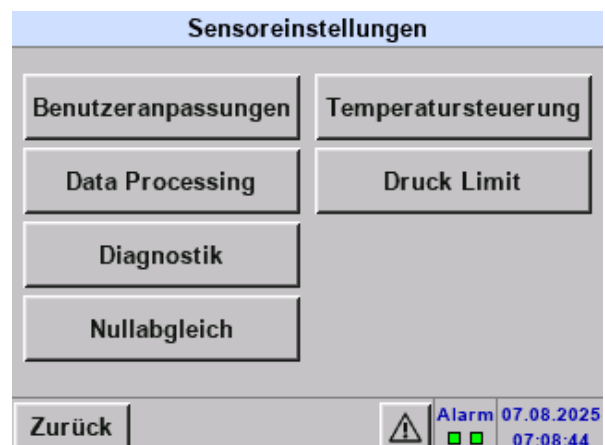 Sensoreinstellungen
Benutzeranpassungen
Temperatursteuerung
Data Processing
Druck Limit
Diagnostik
Nullabgleich
Zurück
Alarm
07.08.2025
07:08:44